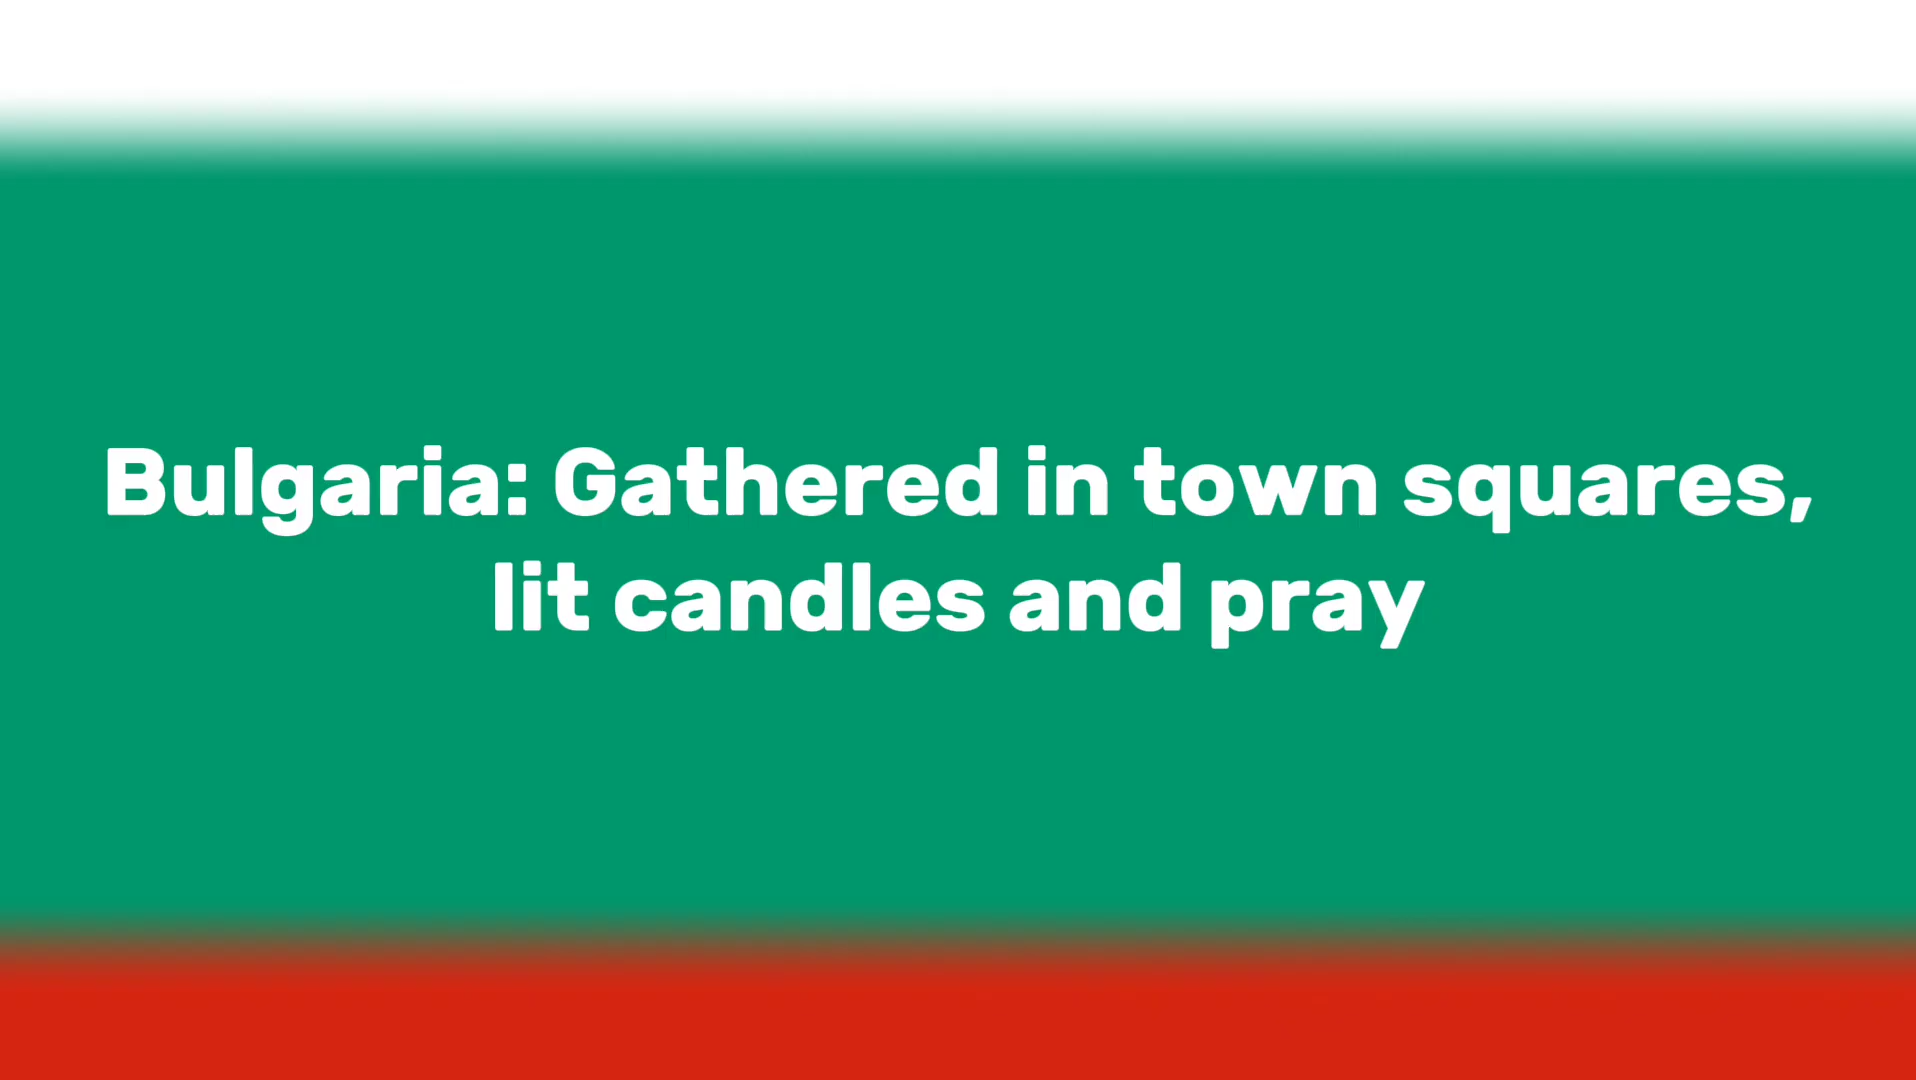 Bulgaria: Gathered in town squares,
lit candles and pray